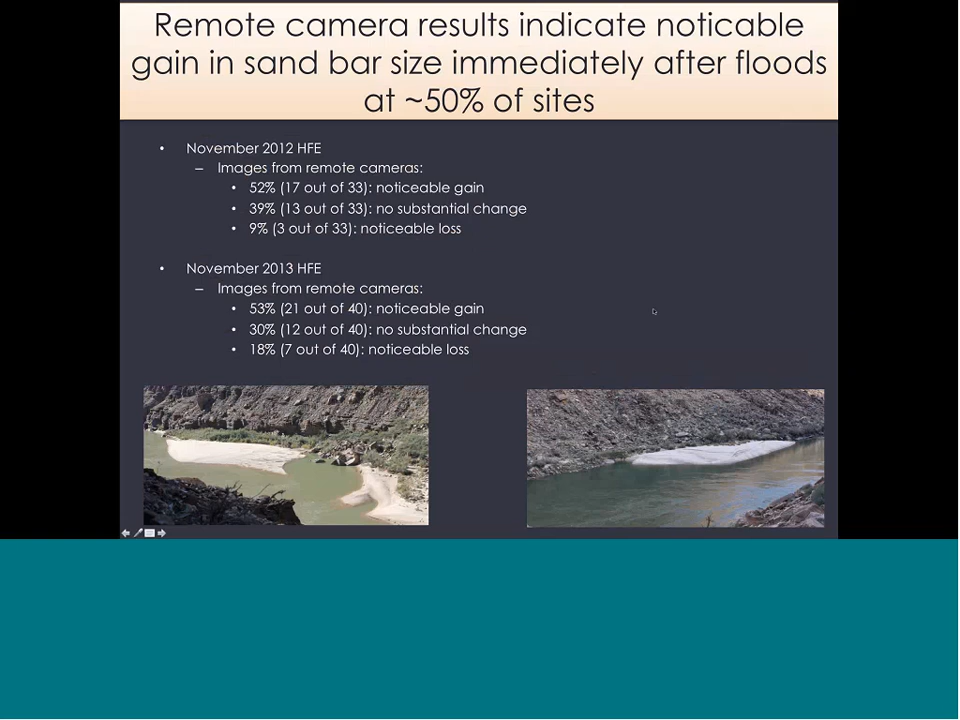 Remote camera results indicate noticable
gain in sand bar size immediately after floods
at ~50% of sites
• November 2012 HFE
– Images from remote cameras:
• 52% (17 out of 33): noticeable gain
• 39% (13 out of 33): no substantial change
• 9% (3 out of 33): noticeable loss
• November 2013 HFE
– Images from remote cameras:
• 53% (21 out of 40): noticeable gain
• 30% (12 out of 40): no substantial change
• 18% (7 out of 40): noticeable loss